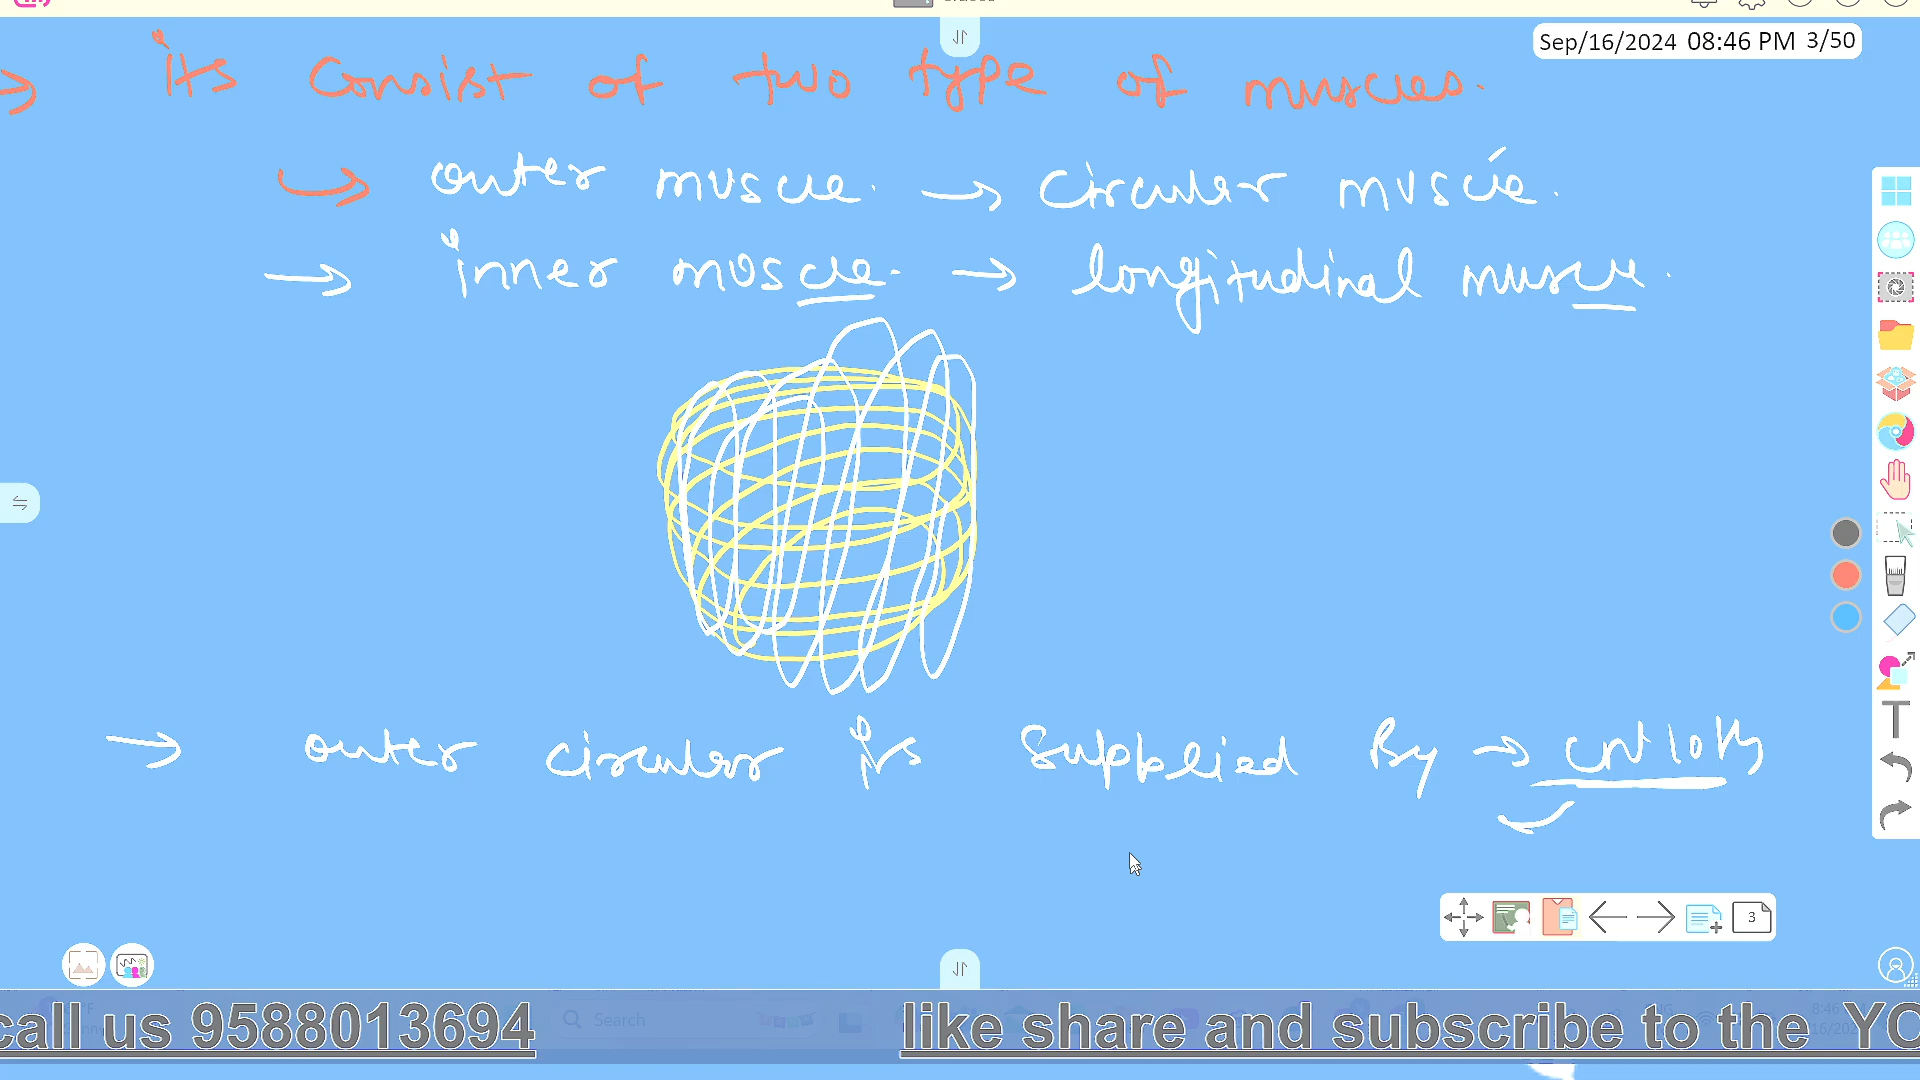 Sep/16/2024 08:46 PM 3/50
its consist of two type of muscles.
outer muscle. → circular muscle.
→ inner muscle. → longitudinal muscle.
→ outer circular is supplied By → CN 10th
3
Search
call us 9588013694 like share and subscribe to the YO